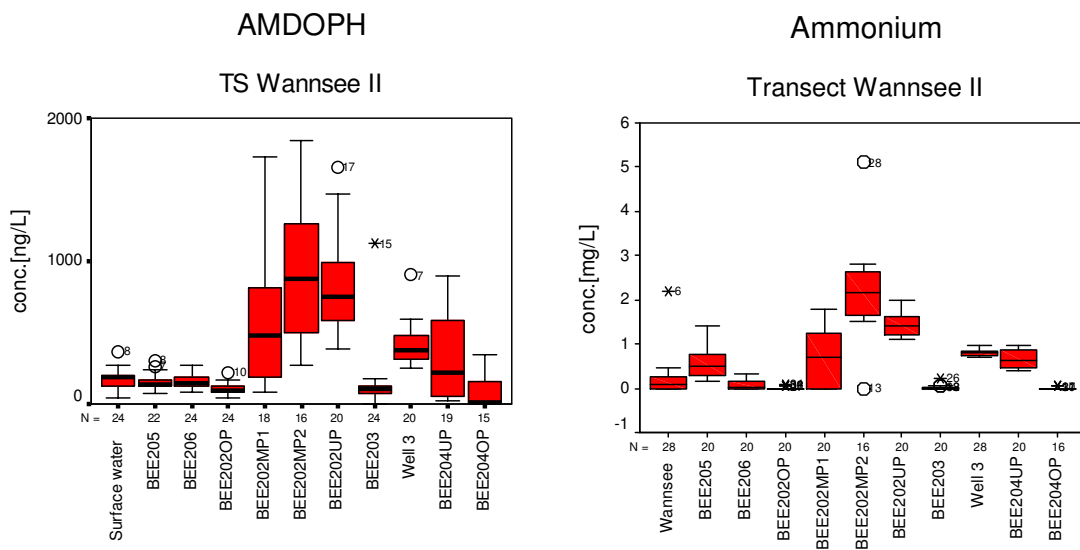 AMDOPH
TS Wannsee II
conc.[ng/L]
2000
1000
0
8
10
17
15
7
N = 24 22 24 24 18 16 20 24 20 19 15
Surface water
BEE205
BEE206
BEE202OP
BEE202MP1
BEE202MP2
BEE202UP
BEE203
Well 3
BEE204UP
BEE204OP
Ammonium
Transect Wannsee II
conc.[mg/L]
6
5
4
3
2
1
0
-1
6
28
13
26
N = 28 20 20 20 20 16 20 20 28 20 16
Wannsee
BEE205
BEE206
BEE202OP
BEE202MP1
BEE202MP2
BEE202UP
BEE203
Well 3
BEE204UP
BEE204OP